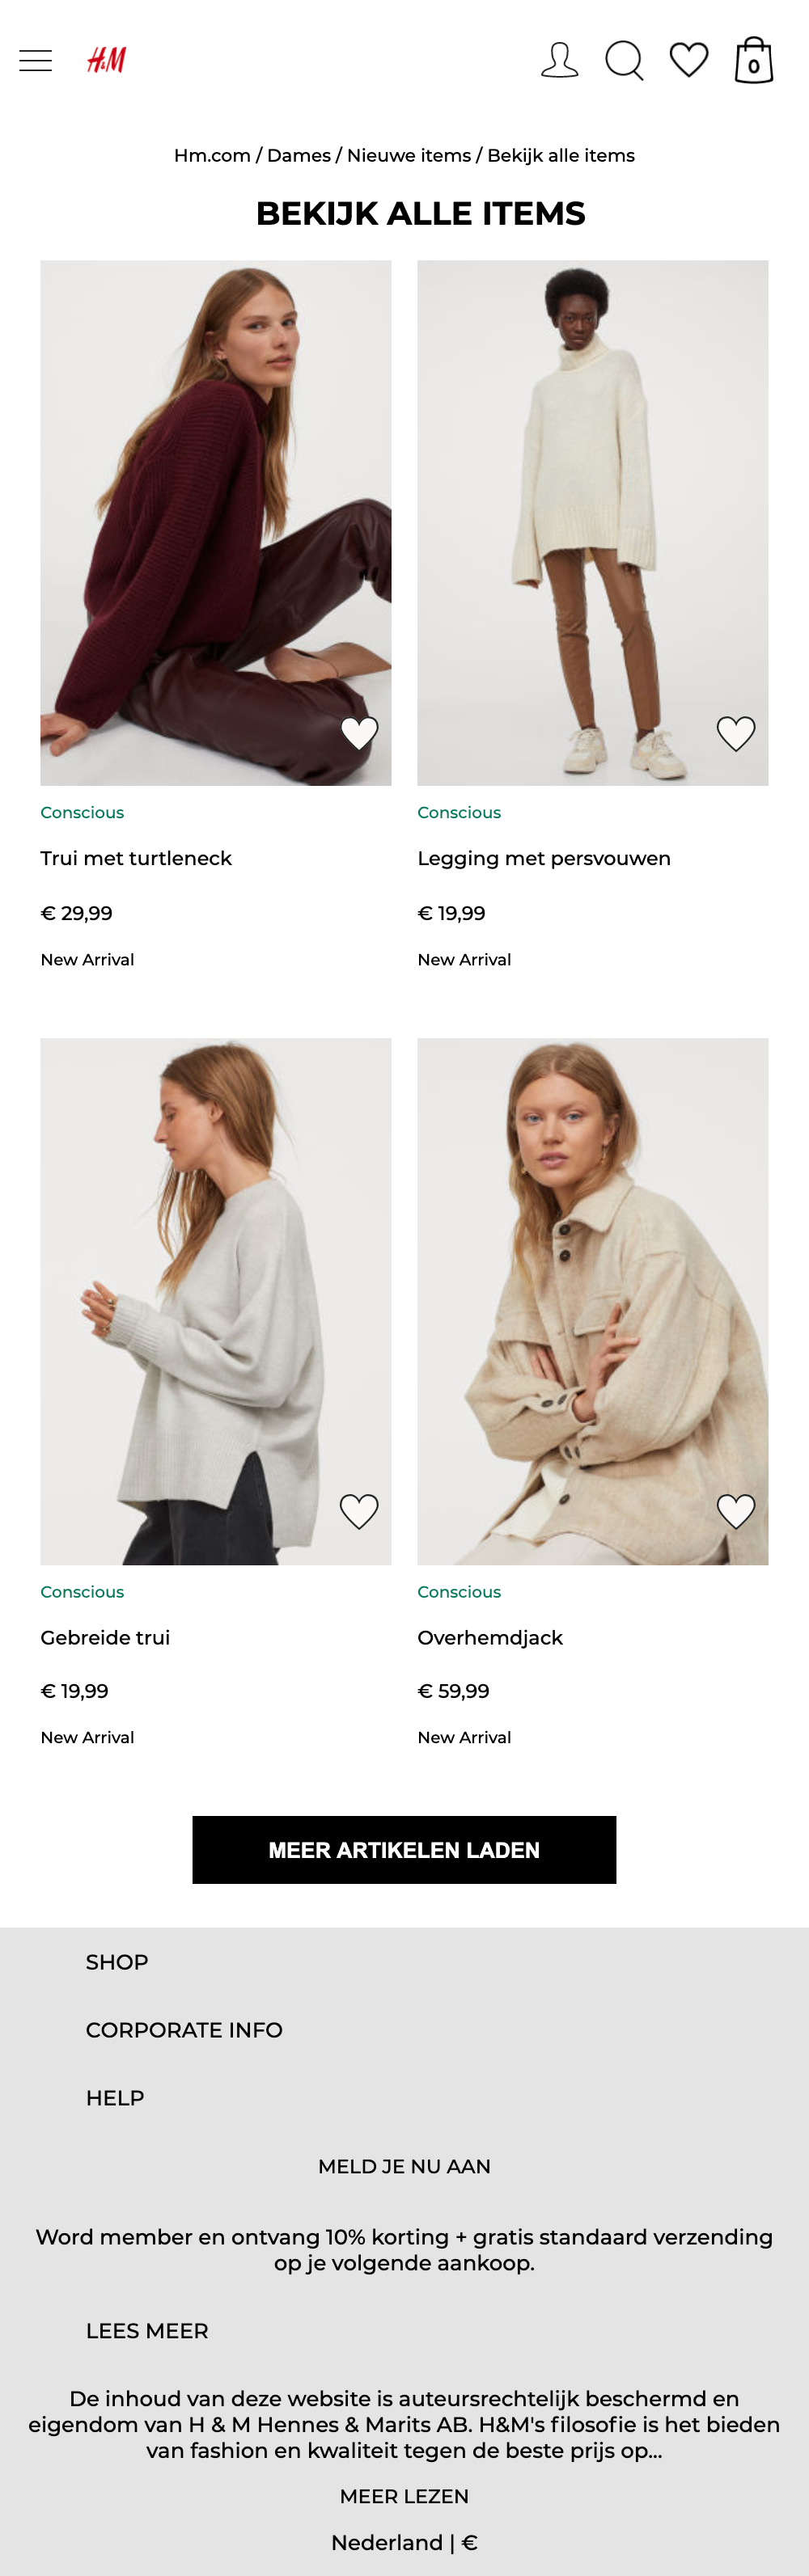 H&M
0
Hm.com / Dames / Nieuwe items / Bekijk alle items
BEKIJK ALLE ITEMS
Conscious
Trui met turtleneck
€ 29,99
New Arrival
Conscious
Legging met persvouwen
€ 19,99
New Arrival
Conscious
Gebreide trui
€ 19,99
New Arrival
Conscious
Overhemdjack
€ 59,99
New Arrival
MEER ARTIKELEN LADEN
SHOP
CORPORATE INFO
HELP
MELD JE NU AAN
Word member en ontvang 10% korting + gratis standaard verzending
op je volgende aankoop.
LEES MEER
De inhoud van deze website is auteursrechtelijk beschermd en
eigendom van H & M Hennes & Marits AB. H&M's filosofie is het bieden
van fashion en kwaliteit tegen de beste prijs op...
MEER LEZEN
Nederland | €